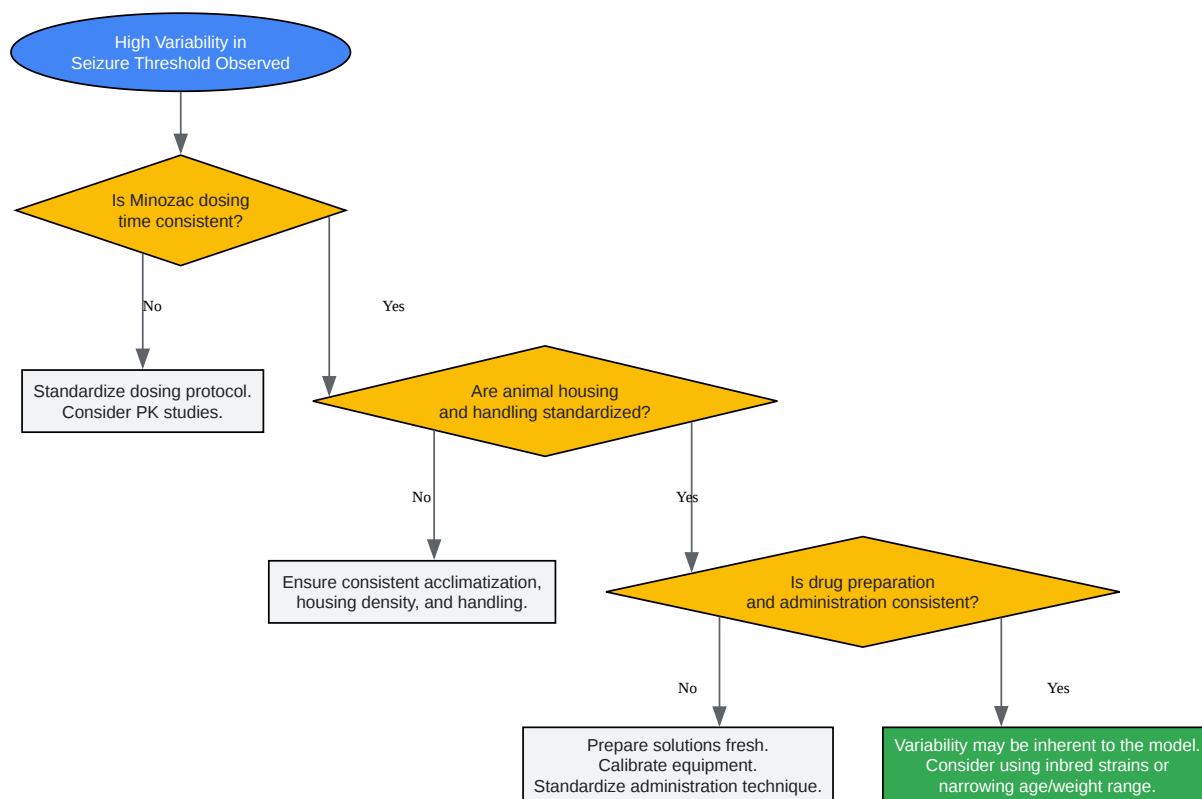 High Variability in
Seizure Threshold Observed
Is Minozac dosing
time consistent?
No
Yes
Standardize dosing protocol.
Consider PK studies.
Are animal housing
and handling standardized?
No
Yes
Ensure consistent acclimatization,
housing density, and handling.
Is drug preparation
and administration consistent?
No
Yes
Prepare solutions fresh.
Calibrate equipment.
Standardize administration technique.
Variability may be inherent to the model.
Consider using inbred strains or
narrowing age/weight range.